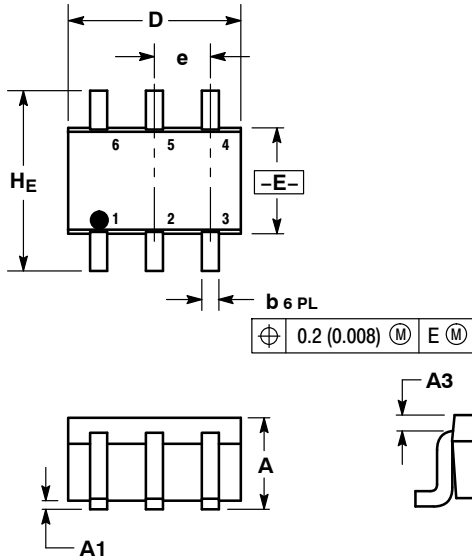 D
e
6 5 4
HE
–E–
1 2 3
b 6 PL
⌖ 0.2 (0.008) Ⓜ E Ⓜ
A3
A
A1